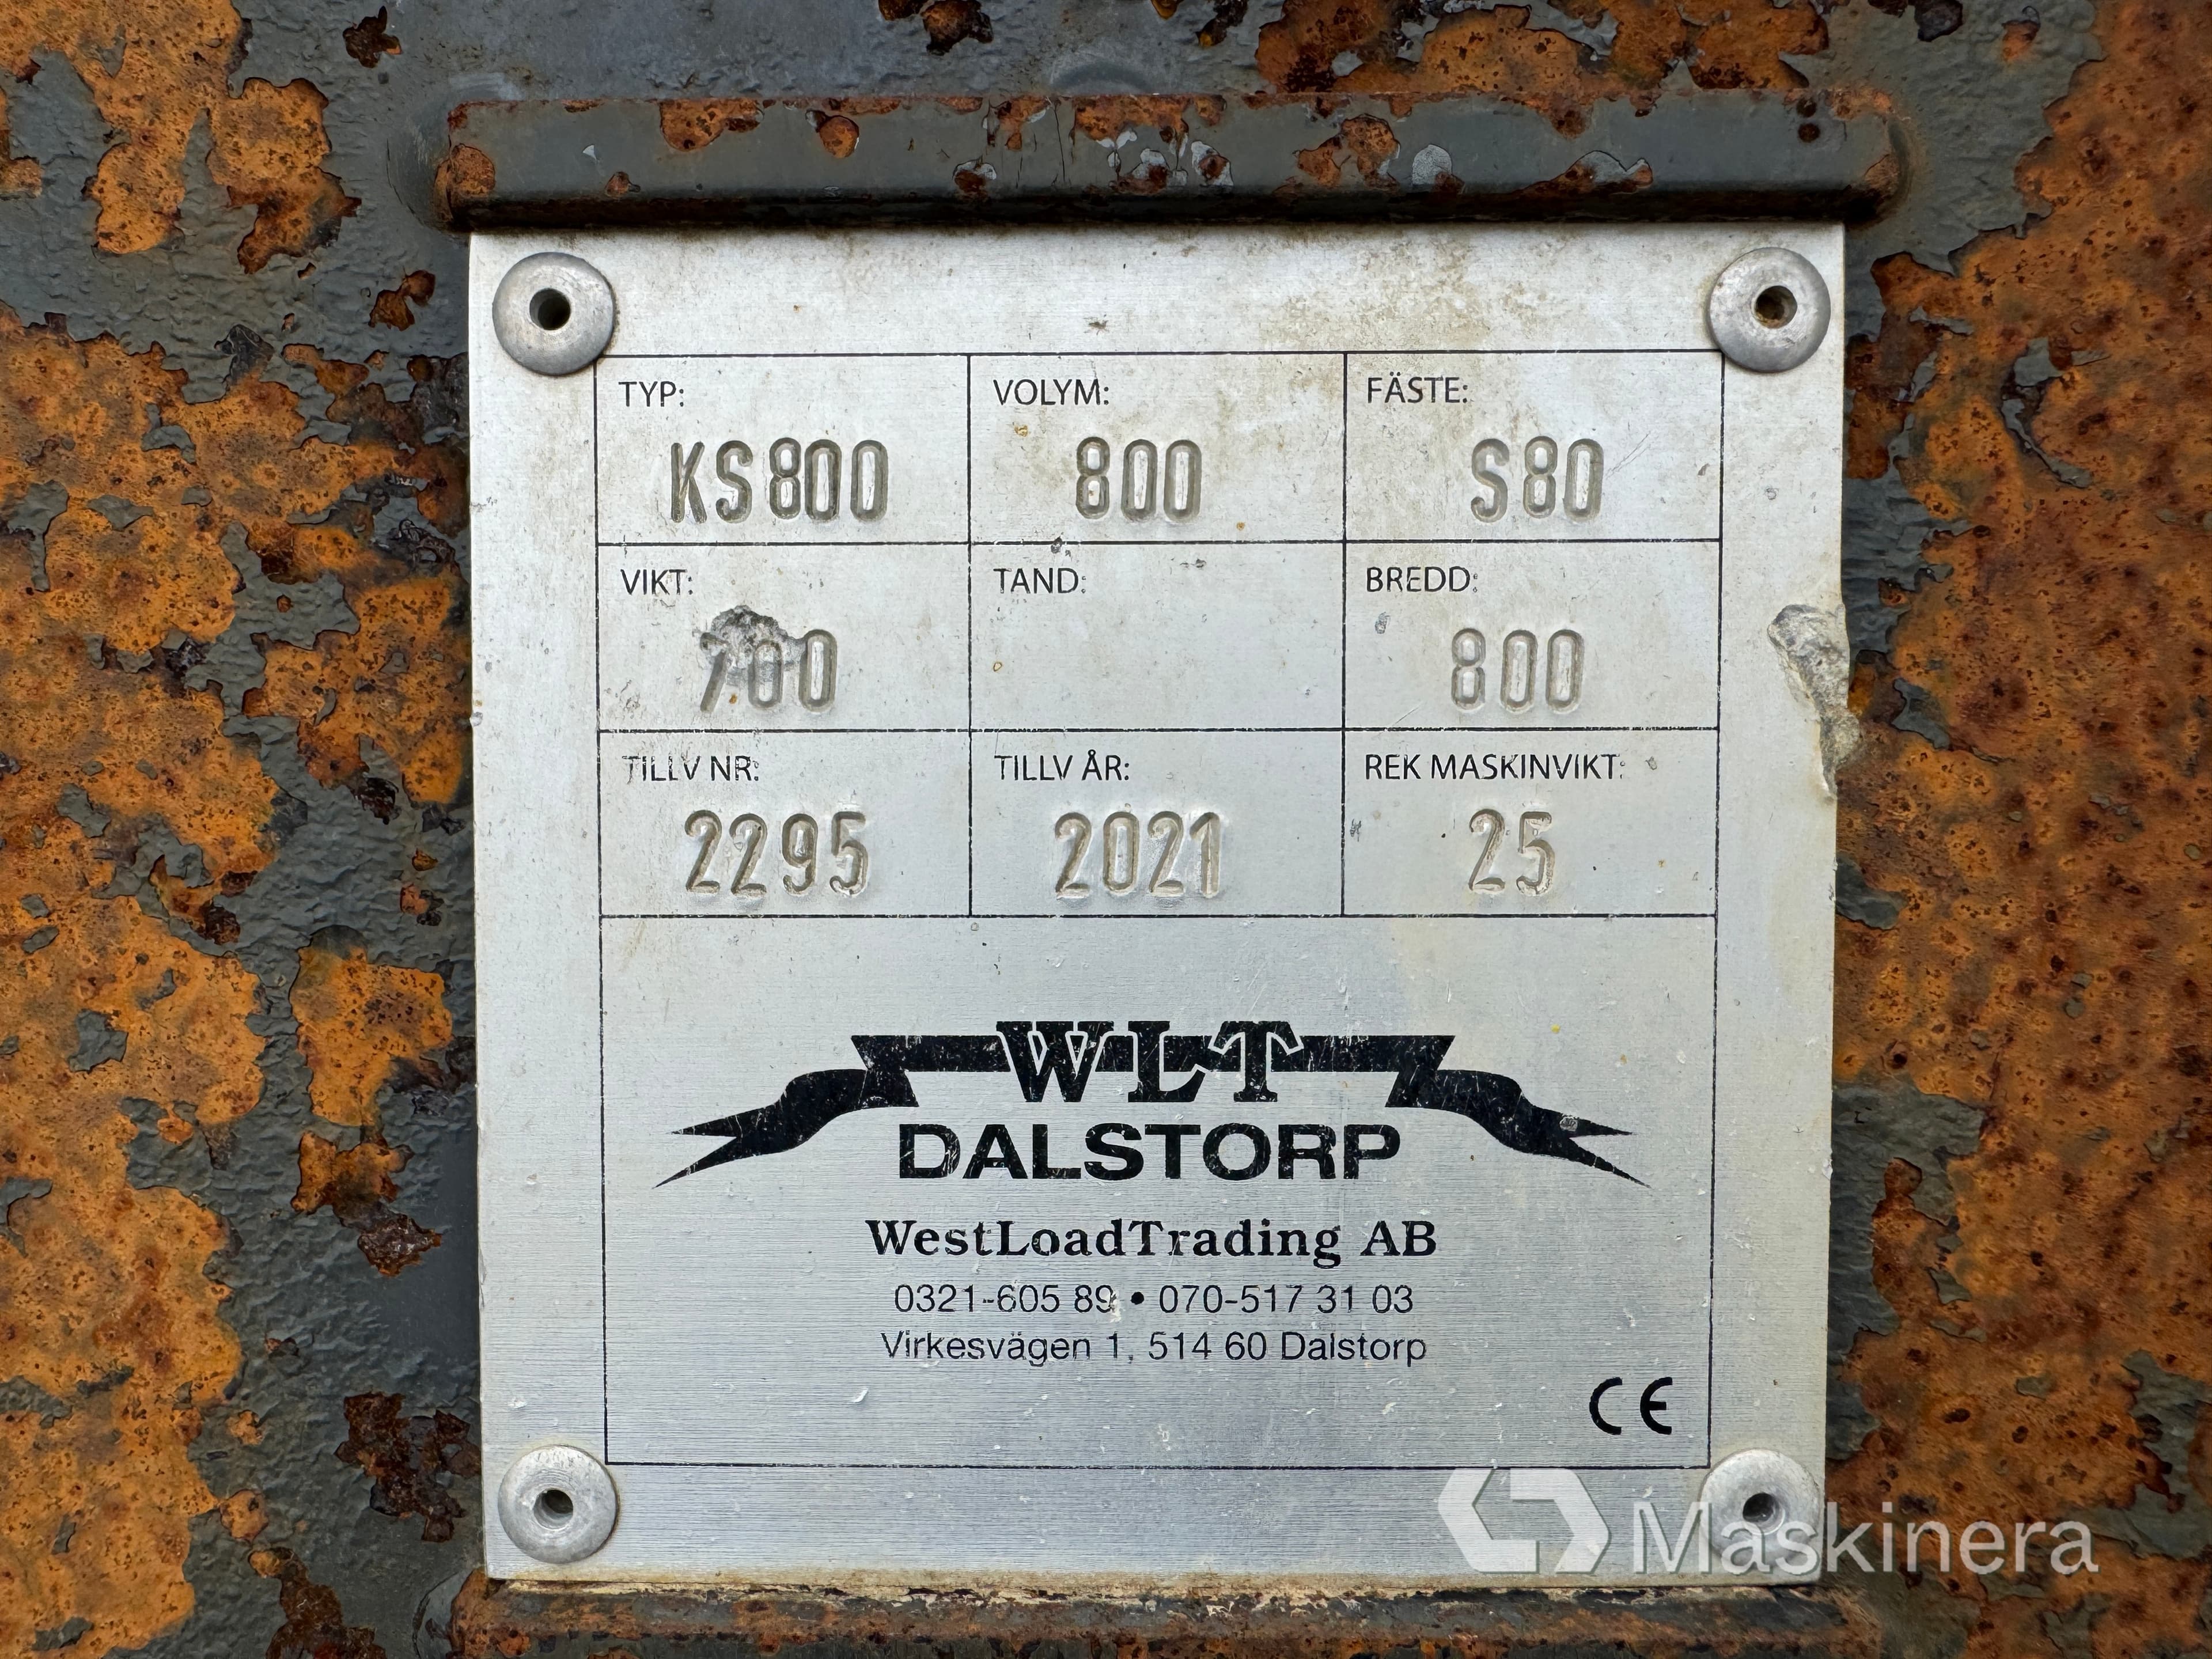 TYP: VOLYM: FÄSTE:
KS800 800 S80
VIKT: TAND: BREDD:
700 800
TILLV NR: TILLV ÅR: REK MASKINVIKT:
2295 2021 25
WLT
DALSTORP
WestLoadTrading AB
0321-605 89 • 070-517 31 03
Virkesvägen 1, 514 60 Dalstorp
CE
Maskinera